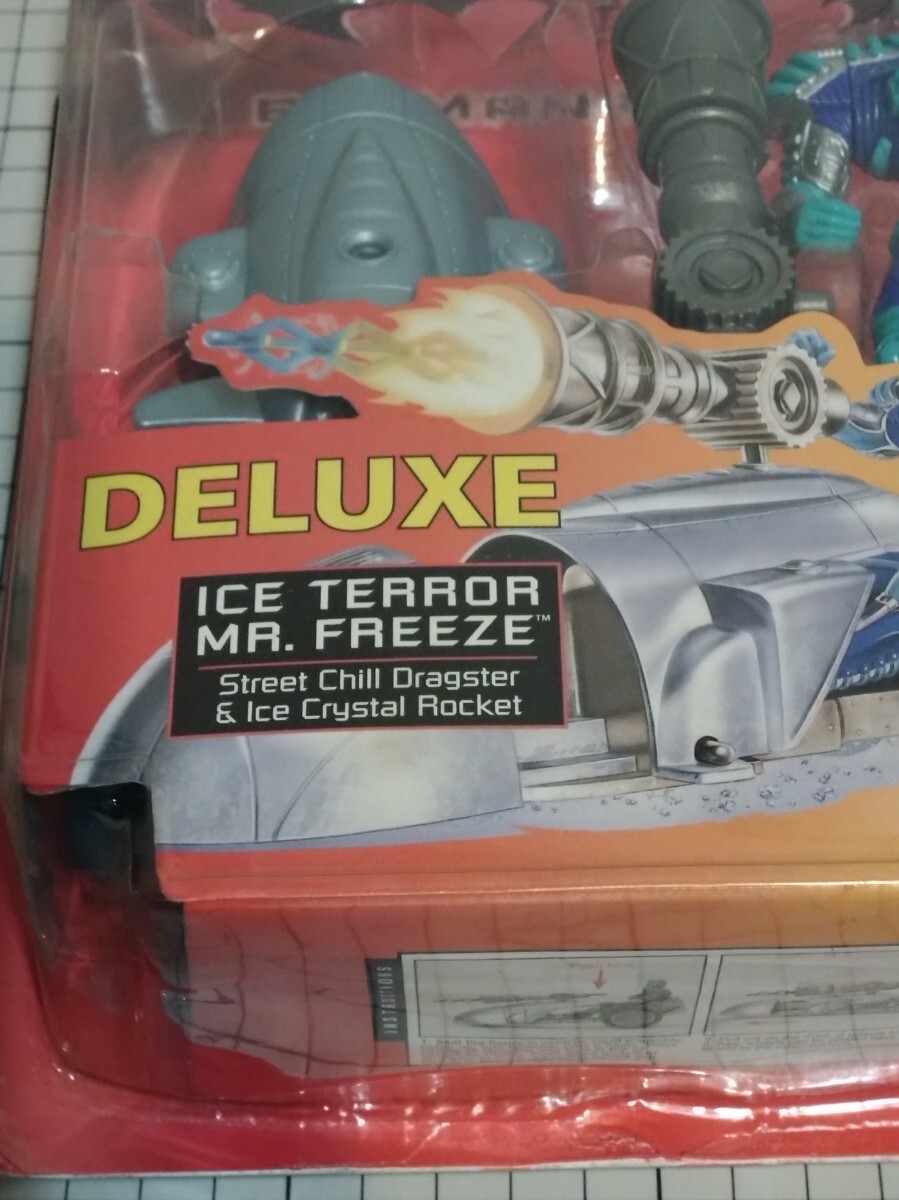 DELUXE
ICE TERROR
MR. FREEZE™
Street Chill Dragster
& Ice Crystal Rocket
INSTRUCTIONS